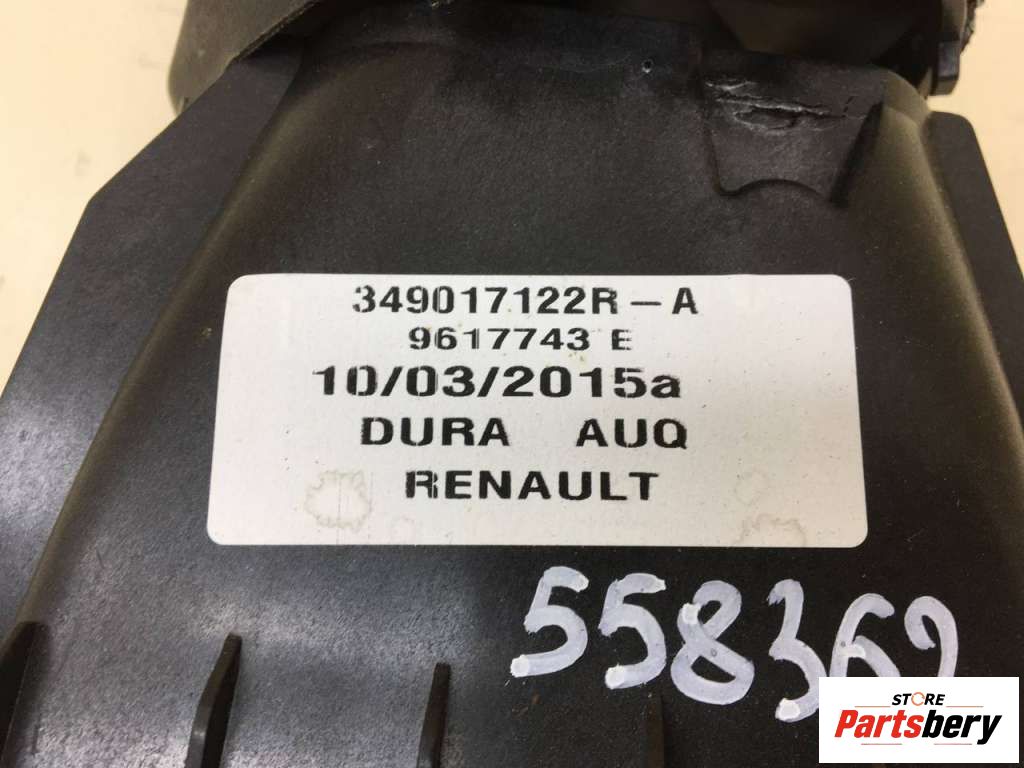 349017122R – A
9617743 E
10/03/2015a
DURA AUQ
RENAULT
558362
STORE
Partsbery